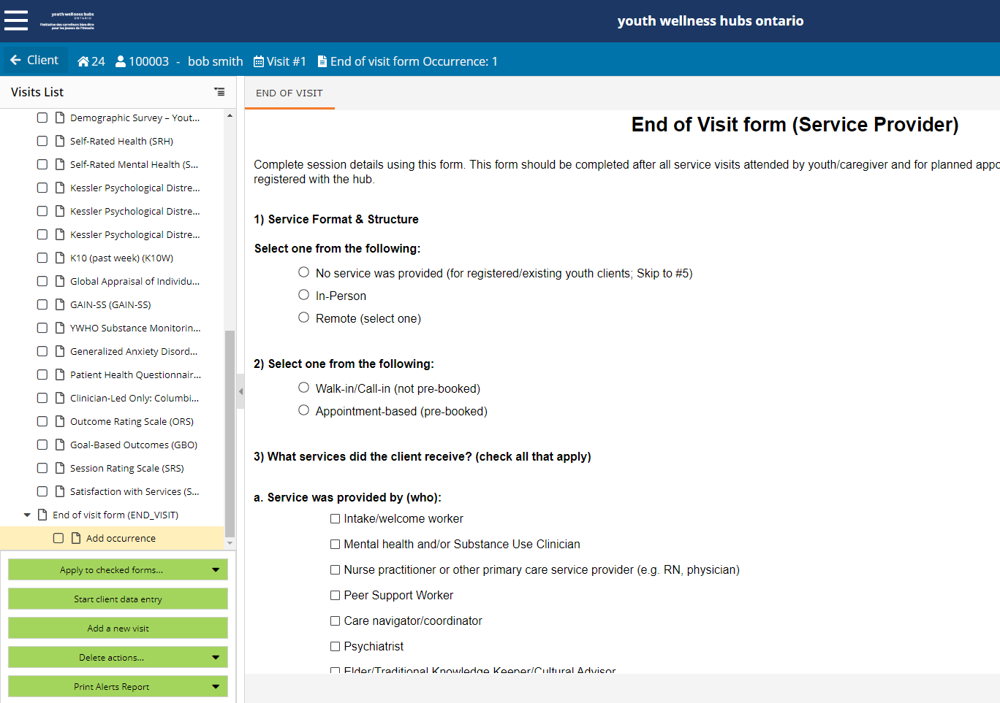 youth wellness hubs
ONTARIO
l'initiative des carrefours bien-être
pour les jeunes de l'Ontario
youth wellness hubs ontario
Client
24
100003 - bob smith
Visit #1
End of visit form Occurrence: 1
Visits List
Demographic Survey – Yout...
Self-Rated Health (SRH)
Self-Rated Mental Health (S...
Kessler Psychological Distre...
Kessler Psychological Distre...
Kessler Psychological Distre...
K10 (past week) (K10W)
Global Appraisal of Individu...
GAIN-SS (GAIN-SS)
YWHO Substance Monitorin...
Generalized Anxiety Disord...
Patient Health Questionnair...
Clinician-Led Only: Columbi...
Outcome Rating Scale (ORS)
Goal-Based Outcomes (GBO)
Session Rating Scale (SRS)
Satisfaction with Services (S...
End of visit form (END_VISIT)
Add occurrence
Apply to checked forms...
Start client data entry
Add a new visit
Delete actions...
Print Alerts Report
END OF VISIT
End of Visit form (Service Provider)
Complete session details using this form. This form should be completed after all service visits attended by youth/caregiver and for planned appo
registered with the hub.
1) Service Format & Structure
Select one from the following:
No service was provided (for registered/existing youth clients; Skip to #5)
In-Person
Remote (select one)
2) Select one from the following:
Walk-in/Call-in (not pre-booked)
Appointment-based (pre-booked)
3) What services did the client receive? (check all that apply)
a. Service was provided by (who):
Intake/welcome worker
Mental health and/or Substance Use Clinician
Nurse practitioner or other primary care service provider (e.g. RN, physician)
Peer Support Worker
Care navigator/coordinator
Psychiatrist
Elder/Traditional Knowledge Keeper/Cultural Advisor